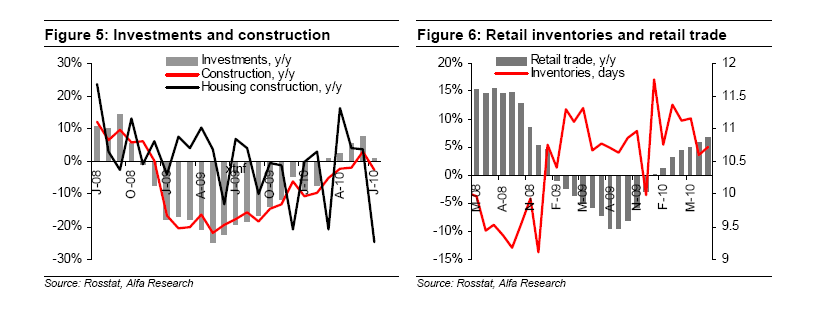 Figure 5: Investments and construction
30%
20%
10%
0%
-10%
-20%
-30%
Investments, y/y
Construction, y/y
Housing construction, y/y
J-08
O-08
J-09
A-09
J-09
O-09
A-10
J-10
Source: Rosstat, Alfa Research
Figure 6: Retail inventories and retail trade
20%
15%
10%
5%
0%
-5%
-10%
-15%
Retail trade, y/y
Inventories, days
12
11.5
11
10.5
10
9.5
9
M-08
A-08
N-08
F-09
M-09
A-09
N-09
F-10
M-10
Source: Rosstat, Alfa Research